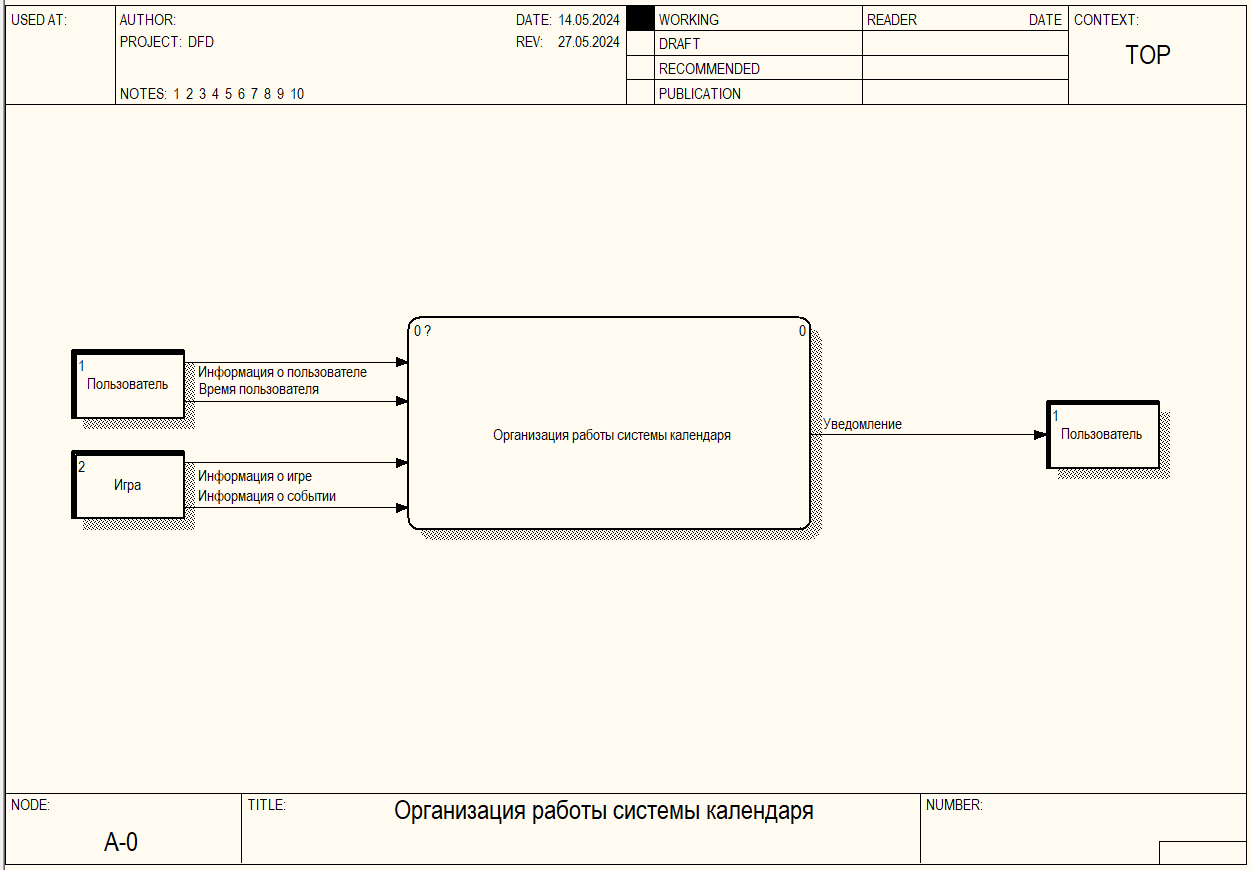 USED AT:
AUTHOR:
DATE: 14.05.2024
WORKING
READER
DATE
CONTEXT:
PROJECT: DFD
REV: 27.05.2024
DRAFT
TOP
RECOMMENDED
NOTES: 1 2 3 4 5 6 7 8 9 10
PUBLICATION
0 ?
0
1
Пользователь
Информация о пользователе
Время пользователя
2
Игра
Информация о игре
Информация о событии
Организация работы системы календаря
Уведомление
1
Пользователь
NODE:
A-0
TITLE:
Организация работы системы календаря
NUMBER: